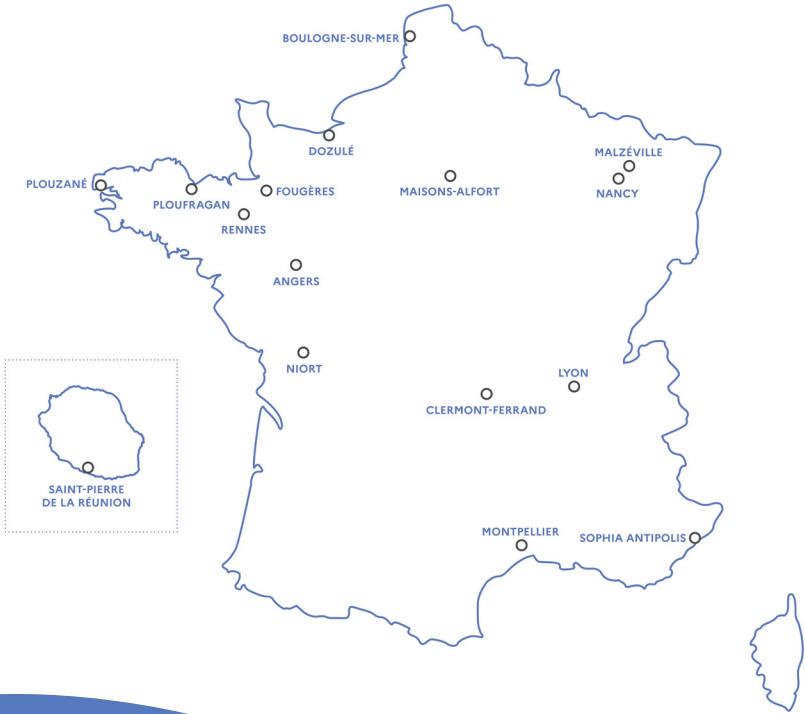 BOULOGNE-SUR-MER
DOZULÉ
MALZÉVILLE
PLOUZANÉ
PLOUFRAGAN
FOUGÈRES
MAISONS-ALFORT
NANCY
RENNES
ANGERS
NIORT
LYON
CLERMONT-FERRAND
SAINT-PIERRE
DE LA RÉUNION
MONTPELLIER
SOPHIA ANTIPOLIS